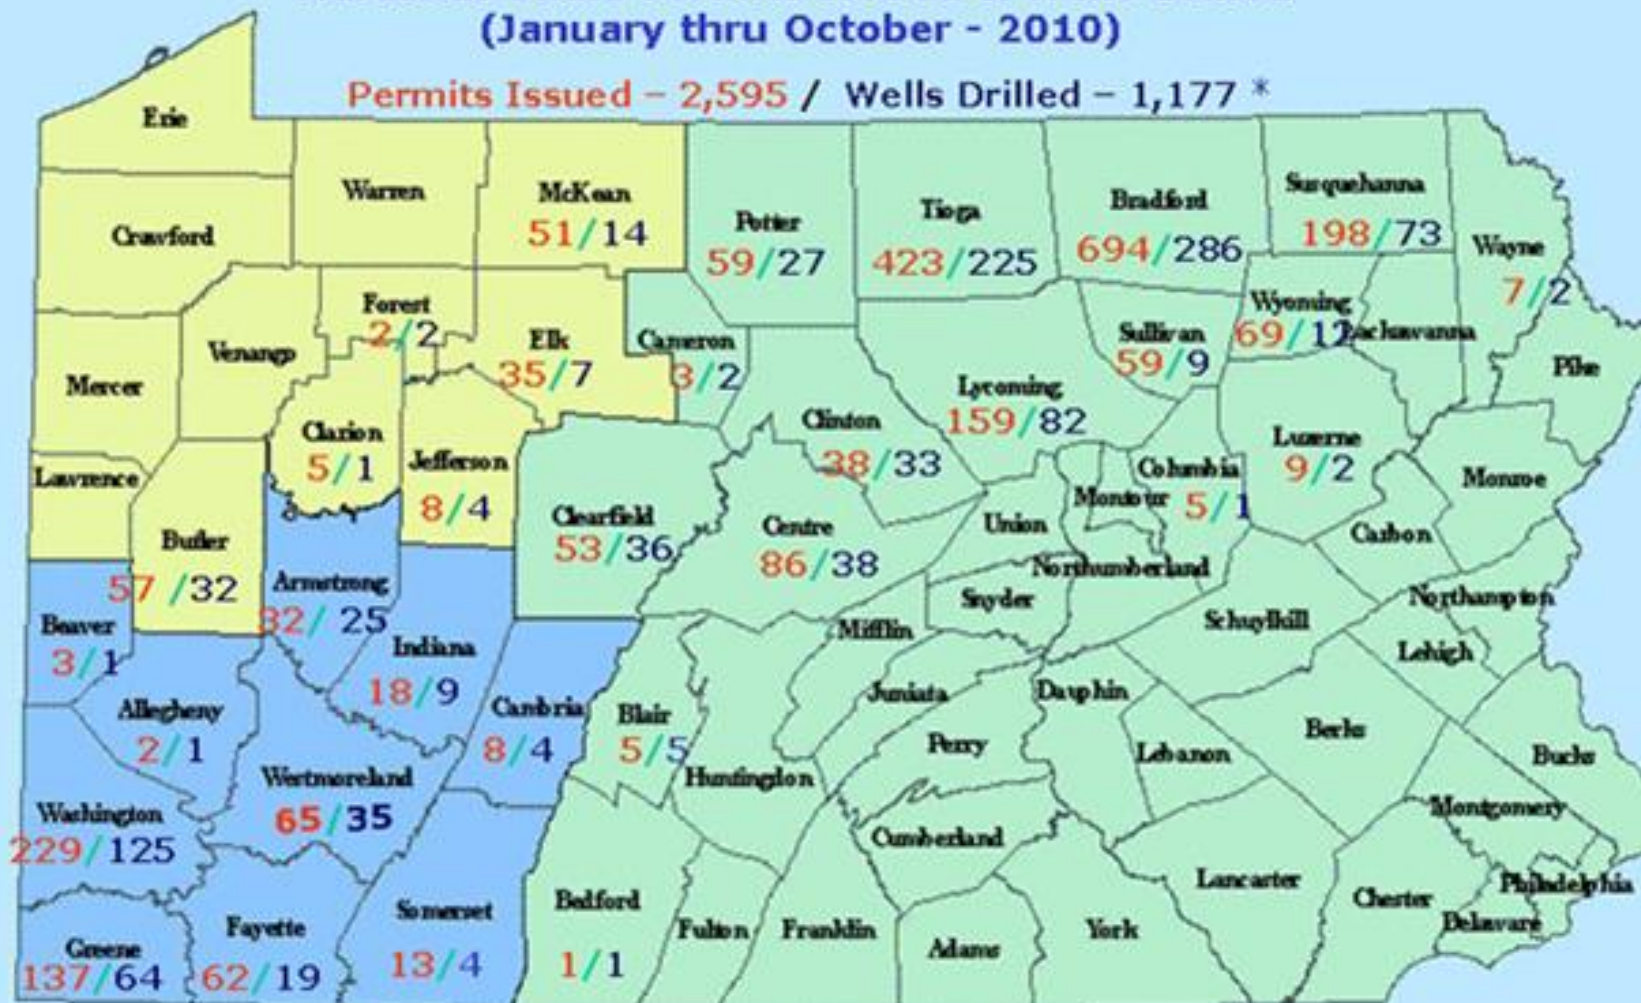 (January thru October - 2010)
Permits Issued – 2,595 / Wells Drilled – 1,177 *
Erie
Warren
McKean
51/14
Crawford
Potter
59/27
Tioga
423/225
Bradford
694/286
Susquehanna
198/73
Wayne
7/2
Forest
2/2
Venango
Elk
35/7
Cameron
3/2
Sullivan
59/9
Wyoming
69/12
Lackawanna
Pike
Mercer
Lycoming
159/82
Clinton
38/33
Clarion
5/1
Jefferson
8/4
Luzerne
9/2
Columbia
5/1
Montour
Monroe
Lawrence
Butler
57 /32
Clearfield
53/36
Centre
86/38
Union
Carbon
Armstrong
32/ 25
Northumberland
Snyder
Northampton
Beaver
3/1
Indiana
18/9
Mifflin
Schuylkill
Lehigh
Allegheny
2/1
Cambria
8/4
Blair
5/5
Juniata
Dauphin
Perry
Lebanon
Berks
Bucks
Westmoreland
65/35
Huntingdon
Washington
229/125
Cumberland
Montgomery
Lancaster
Philadelphia
Chester
Delaware
Greene
137/64
Fayette
62/19
Somerset
13/4
Bedford
1/1
Fulton
Franklin
Adams
York